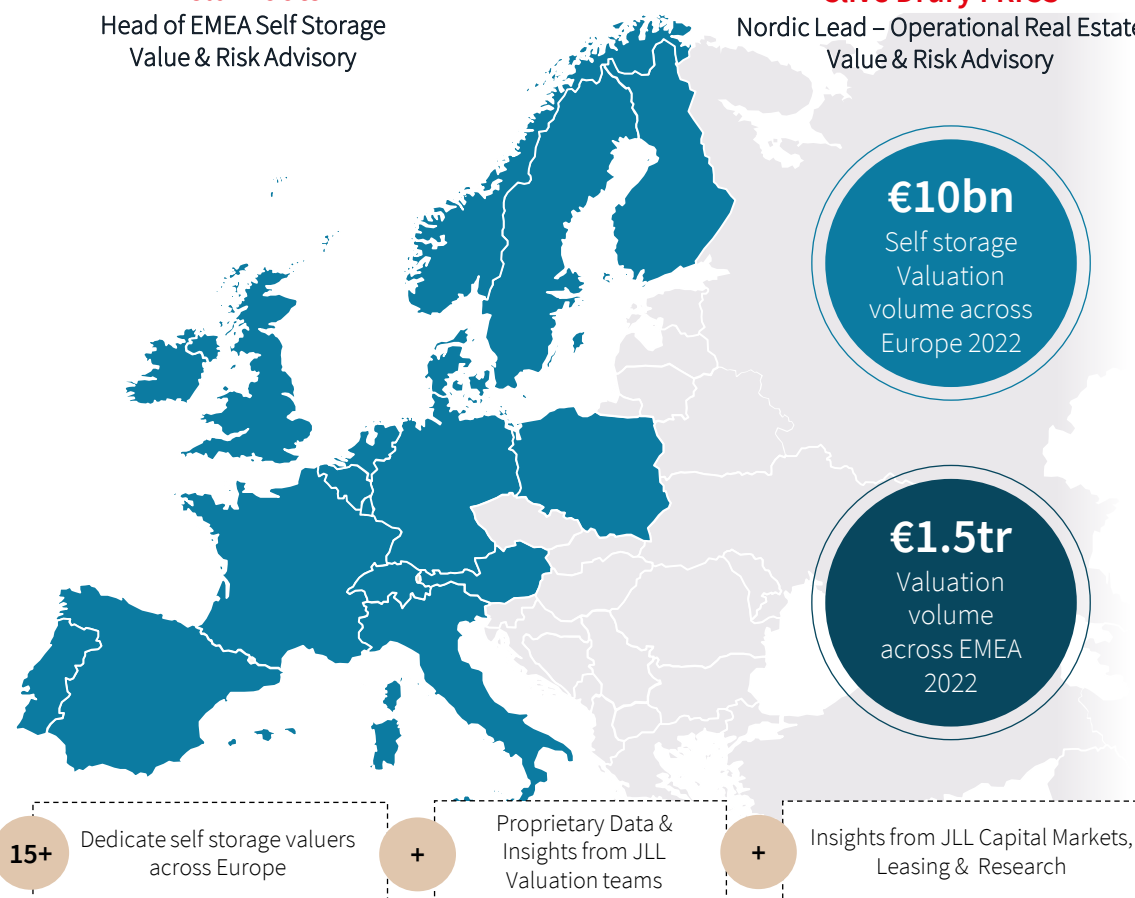 Head of EMEA Self Storage
Value & Risk Advisory
Nordic Lead – Operational Real Estate
Value & Risk Advisory
€10bn
Self storage
Valuation
volume across
Europe 2022
€1.5tr
Valuation
volume
across EMEA
2022
15+
Dedicate self storage valuers
across Europe
+
Proprietary Data &
Insights from JLL
Valuation teams
+
Insights from JLL Capital Markets,
Leasing & Research